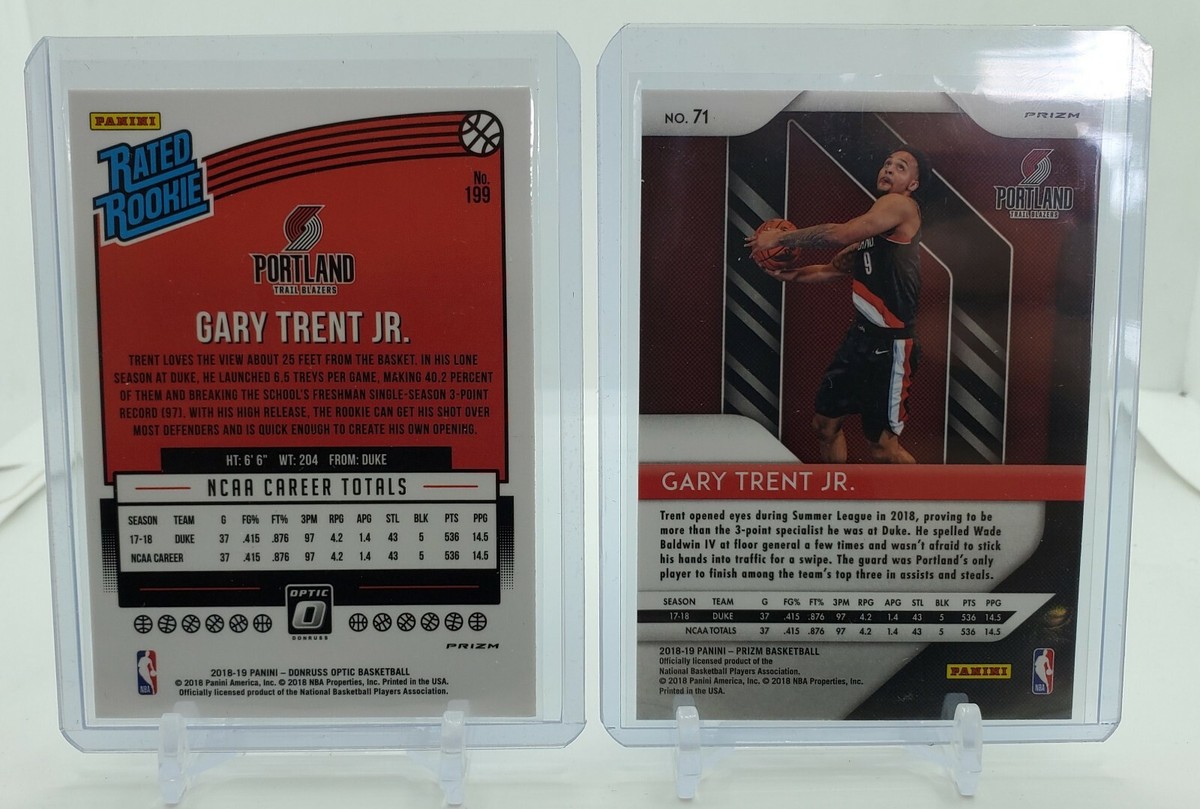 PANINI
RATED
ROOKIE
No.
199
PORTLAND
TRAIL BLAZERS
GARY TRENT JR.
TRENT LOVES THE VIEW ABOUT 25 FEET FROM THE BASKET. IN HIS LONE
SEASON AT DUKE, HE LAUNCHED 6.5 TREYS PER GAME, MAKING 40.2 PERCENT
OF THEM AND BREAKING THE SCHOOL'S FRESHMAN SINGLE-SEASON 3-POINT
RECORD (97). WITH HIS HIGH RELEASE, THE ROOKIE CAN GET HIS SHOT OVER
MOST DEFENDERS AND IS QUICK ENOUGH TO CREATE HIS OWN OPENING.
HT: 6' 6" WT: 204 FROM: DUKE
NCAA CAREER TOTALS
SEASON TEAM G FG% FT% 3PM RPG APG STL BLK PTS PPG
17-18 DUKE 37 .415 .876 97 4.2 1.4 43 5 536 14.5
NCAA CAREER 37 .415 .876 97 4.2 1.4 43 5 536 14.5
OPTIC
DONRUSS
PRIZM
NBA
2018-19 PANINI – DONRUSS OPTIC BASKETBALL
© 2018 Panini America, Inc. © 2018 NBA Properties, Inc. Printed in the USA.
Officially licensed product of the National Basketball Players Association.
NO. 71
PRIZM
PORTLAND
TRAIL BLAZERS
9
GARY TRENT JR.
Trent opened eyes during Summer League in 2018, proving to be
more than the 3-point specialist he was at Duke. He spelled Wade
Baldwin IV at floor general a few times and wasn't afraid to stick
his hands into traffic for a swipe. The guard was Portland's only
player to finish among the team's top three in assists and steals.
SEASON TEAM G FG% FT% 3PM RPG APG STL BLK PTS PPG
17-18 DUKE 37 .415 .876 97 4.2 1.4 43 5 536 14.5
NCAA TOTALS 37 .415 .876 97 4.2 1.4 43 5 536 14.5
2018-19 PANINI – PRIZM BASKETBALL
Officially licensed product of the
National Basketball Players Association.
© 2018 Panini America, Inc. © 2018 NBA Properties, Inc.
Printed in the USA.
PANINI
NBA